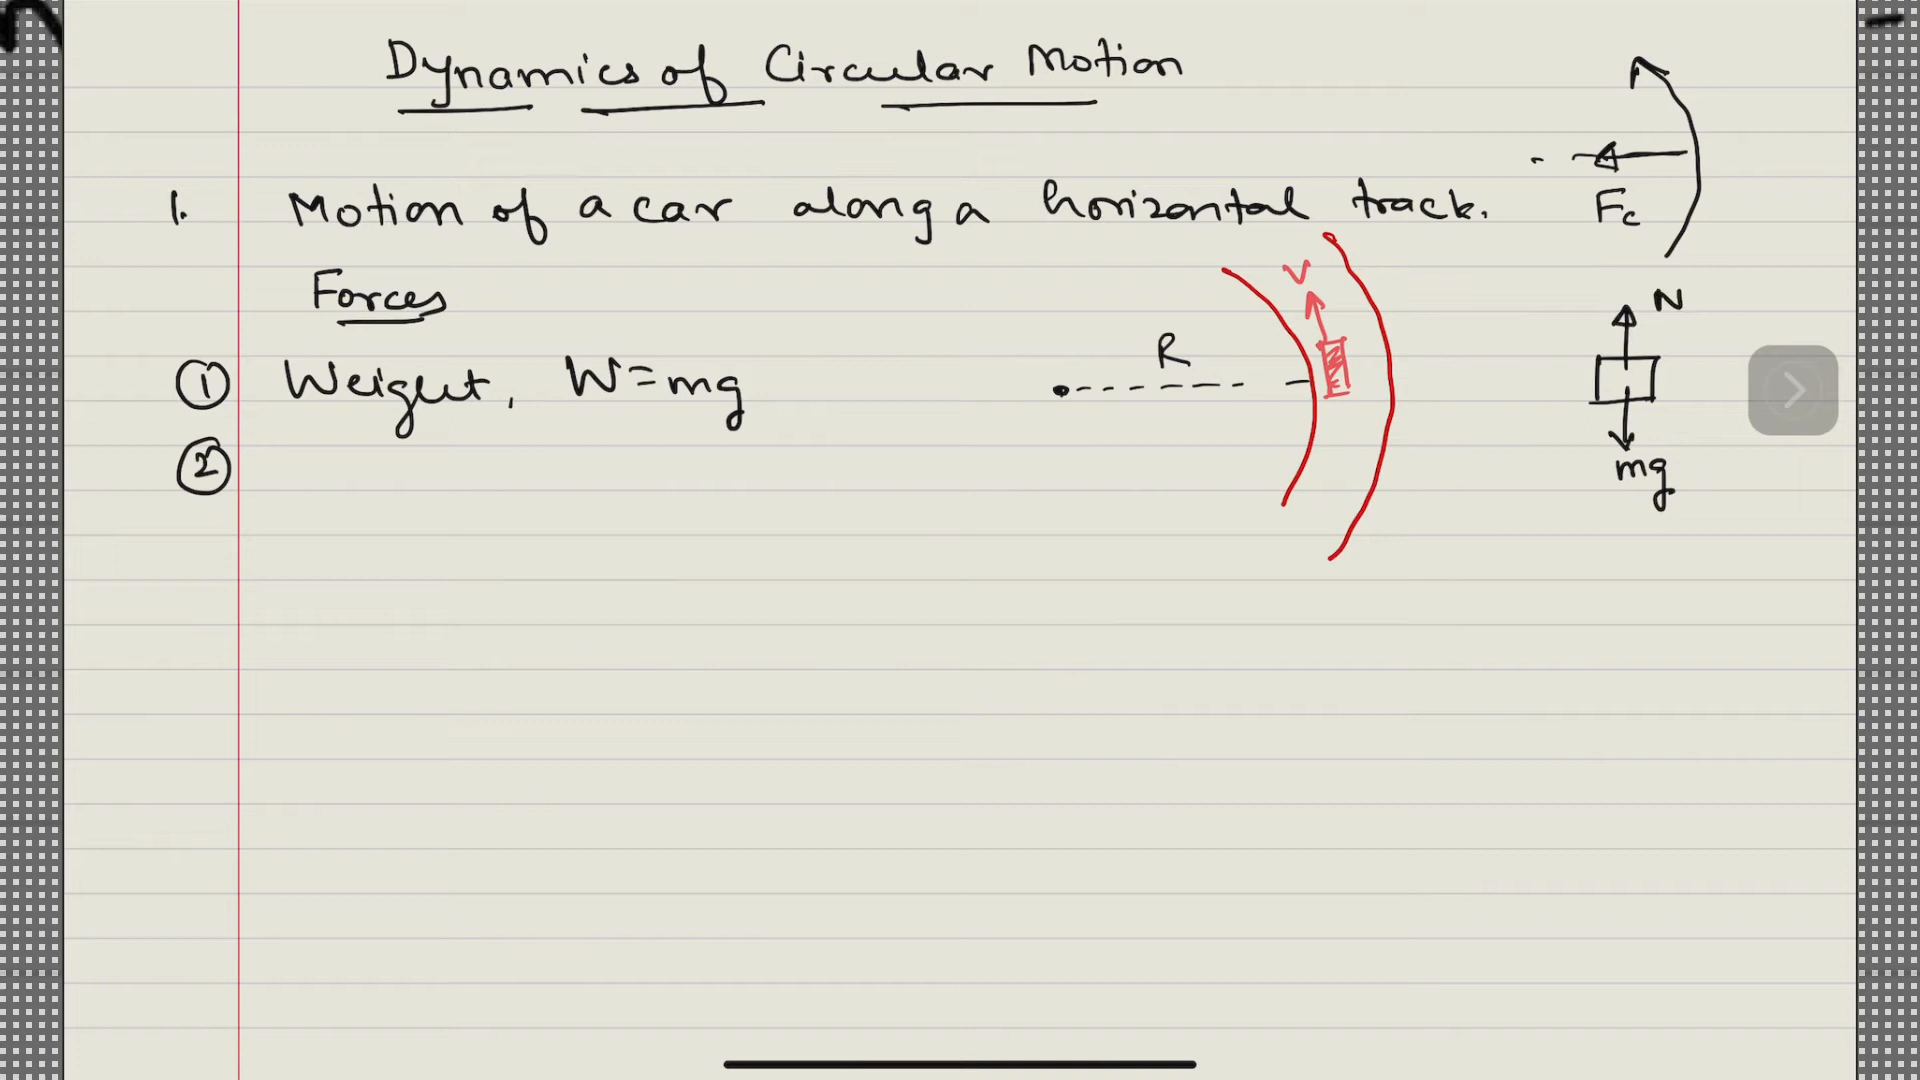 Dynamics of Circular Motion
1. Motion of a car along a horizontal track.
Fc
Forces
V
N
R
① Weight, W = mg
mg
②